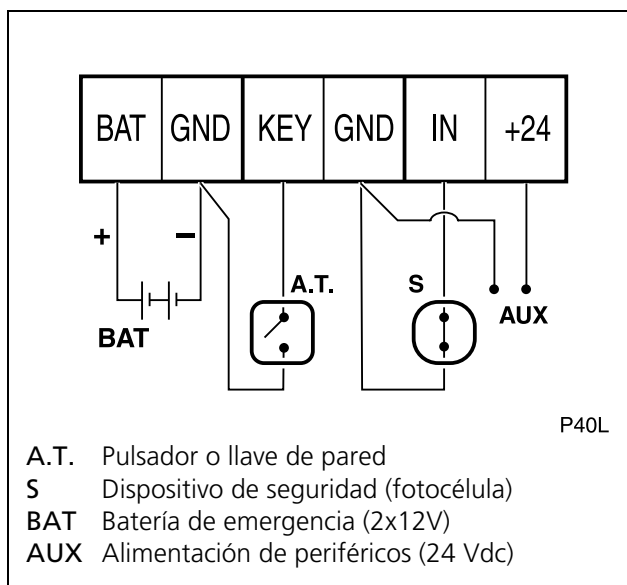 BAT GND KEY GND IN +24
+ −
A.T. S
BAT AUX
P40L
A.T. Pulsador o llave de pared
S Dispositivo de seguridad (fotocélula)
BAT Batería de emergencia (2x12V)
AUX Alimentación de periféricos (24 Vdc)